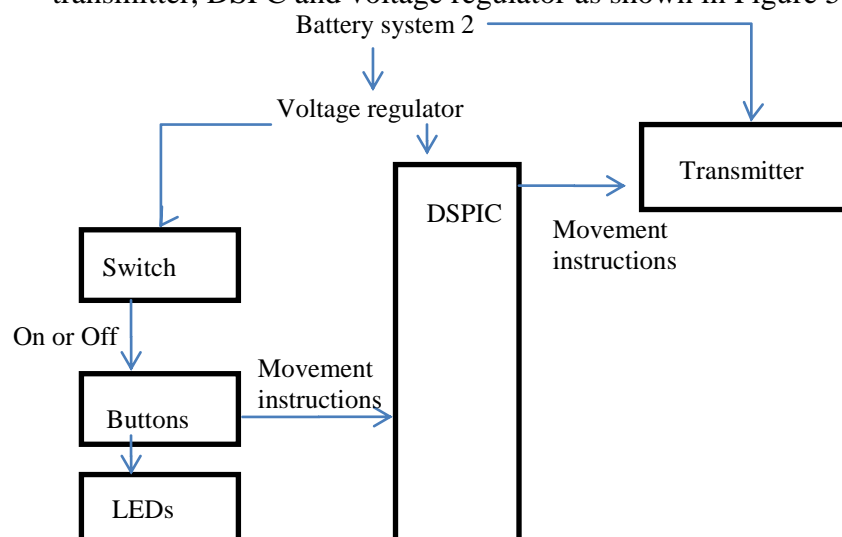 transmitter, DSPIC and voltage regulator as shown in Figure 3
Battery system 2
Voltage regulator
Transmitter
DSPIC
Movement
instructions
Switch
On or Off
Movement
instructions
Buttons
LEDs